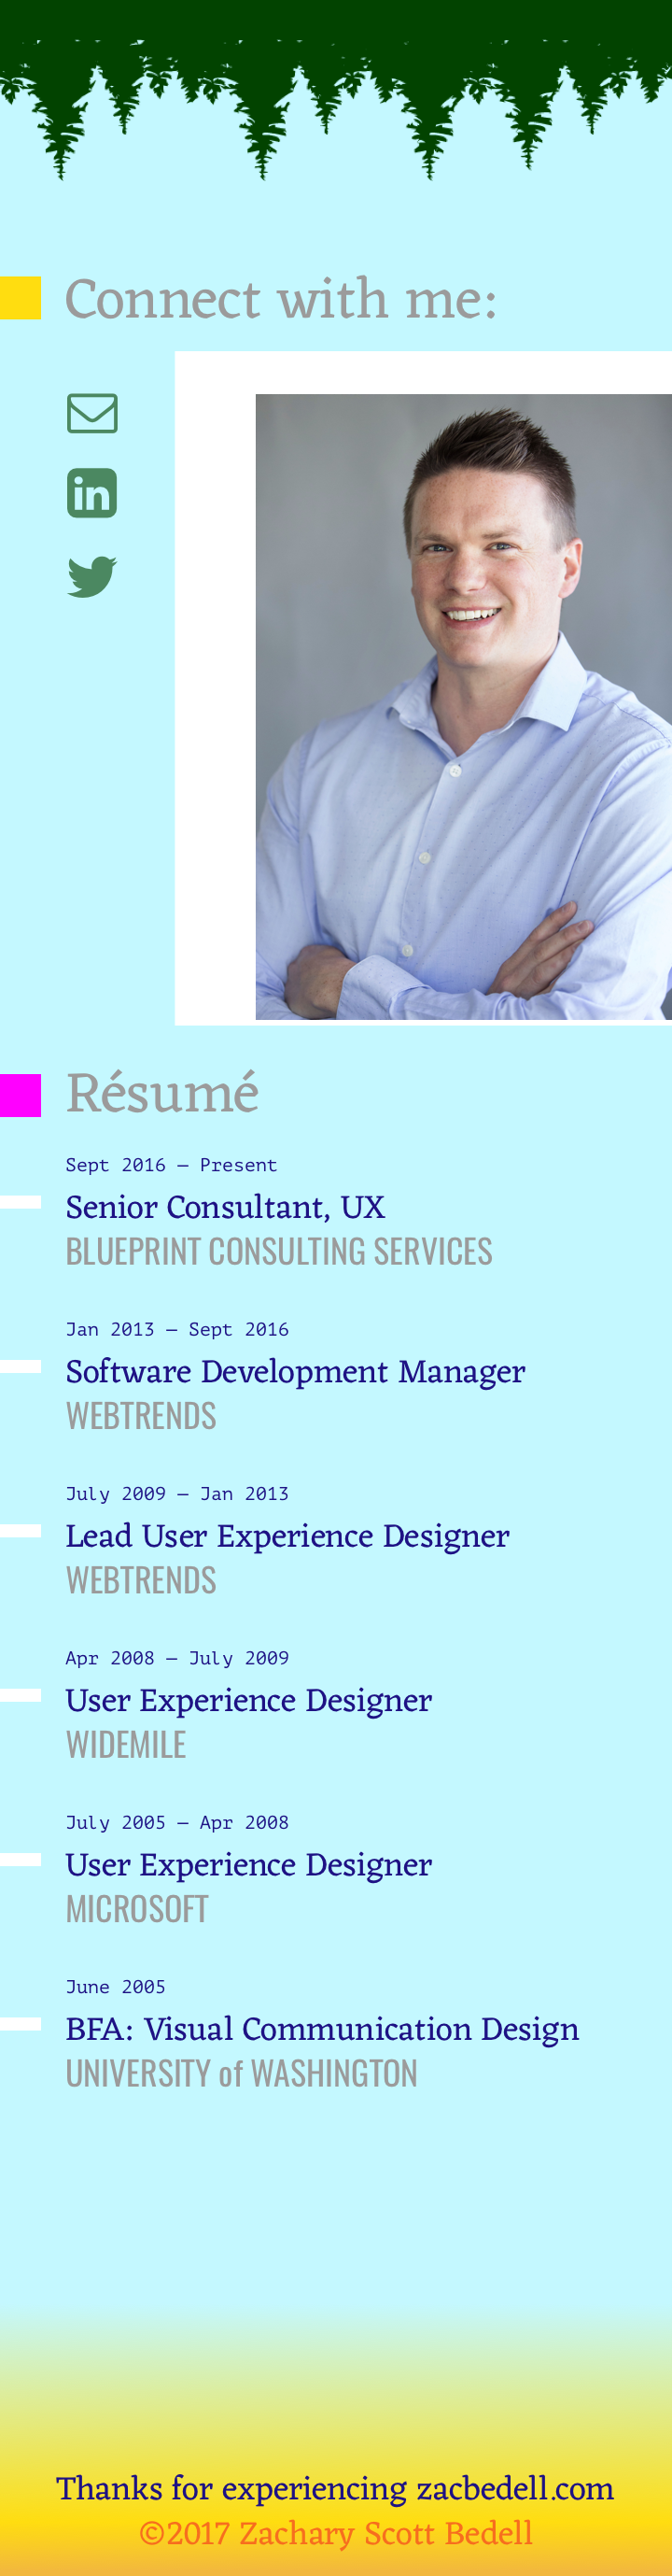 Connect with me:
in
Résumé
Sept 2016 – Present
Senior Consultant, UX
BLUEPRINT CONSULTING SERVICES
Jan 2013 – Sept 2016
Software Development Manager
WEBTRENDS
July 2009 – Jan 2013
Lead User Experience Designer
WEBTRENDS
Apr 2008 – July 2009
User Experience Designer
WIDEMILE
July 2005 – Apr 2008
User Experience Designer
MICROSOFT
June 2005
BFA: Visual Communication Design
UNIVERSITY of WASHINGTON
Thanks for experiencing zacbedell.com
©2017 Zachary Scott Bedell